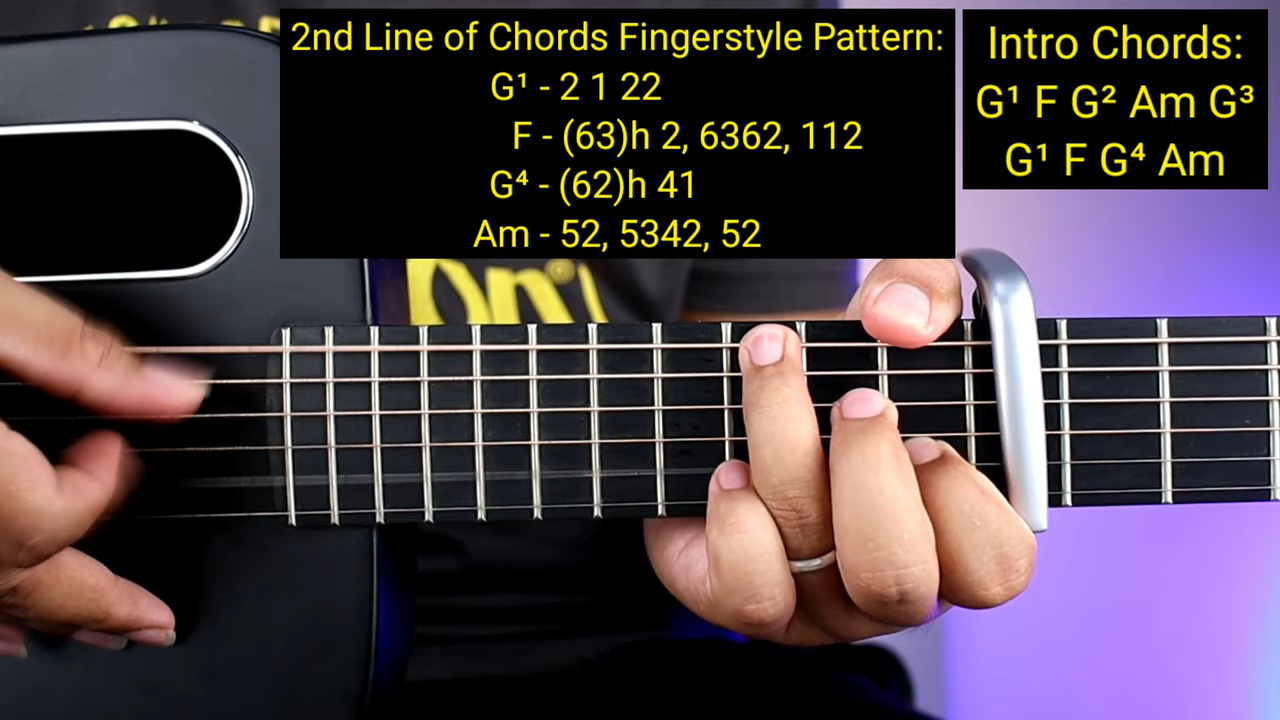 2nd Line of Chords Fingerstyle Pattern:
G¹ - 2 1 22
F - (63)h 2, 6362, 112
G⁴ - (62)h 41
Am - 52, 5342, 52
Intro Chords:
G¹ F G² Am G³
G¹ F G⁴ Am